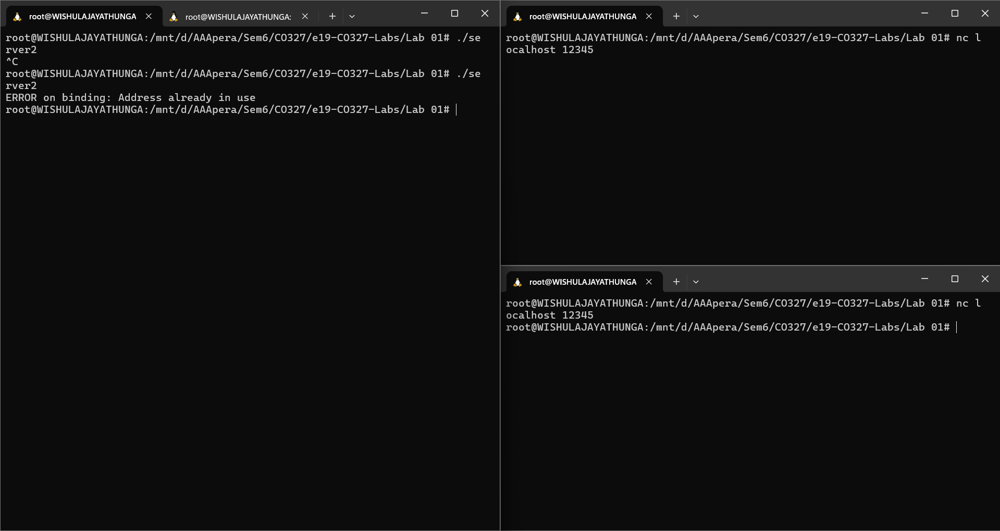 root@WISHULAJAYATHUNGA
root@WISHULAJAYATHUNGA:
root@WISHULAJAYATHUNGA:/mnt/d/AAApera/Sem6/CO327/e19-CO327-Labs/Lab 01# ./se
rver2
^C
root@WISHULAJAYATHUNGA:/mnt/d/AAApera/Sem6/CO327/e19-CO327-Labs/Lab 01# ./se
rver2
ERROR on binding: Address already in use
root@WISHULAJAYATHUNGA:/mnt/d/AAApera/Sem6/CO327/e19-CO327-Labs/Lab 01#
root@WISHULAJAYATHUNGA
root@WISHULAJAYATHUNGA:/mnt/d/AAApera/Sem6/CO327/e19-CO327-Labs/Lab 01# nc l
ocalhost 12345
root@WISHULAJAYATHUNGA
root@WISHULAJAYATHUNGA:/mnt/d/AAApera/Sem6/CO327/e19-CO327-Labs/Lab 01# nc l
ocalhost 12345
root@WISHULAJAYATHUNGA:/mnt/d/AAApera/Sem6/CO327/e19-CO327-Labs/Lab 01#